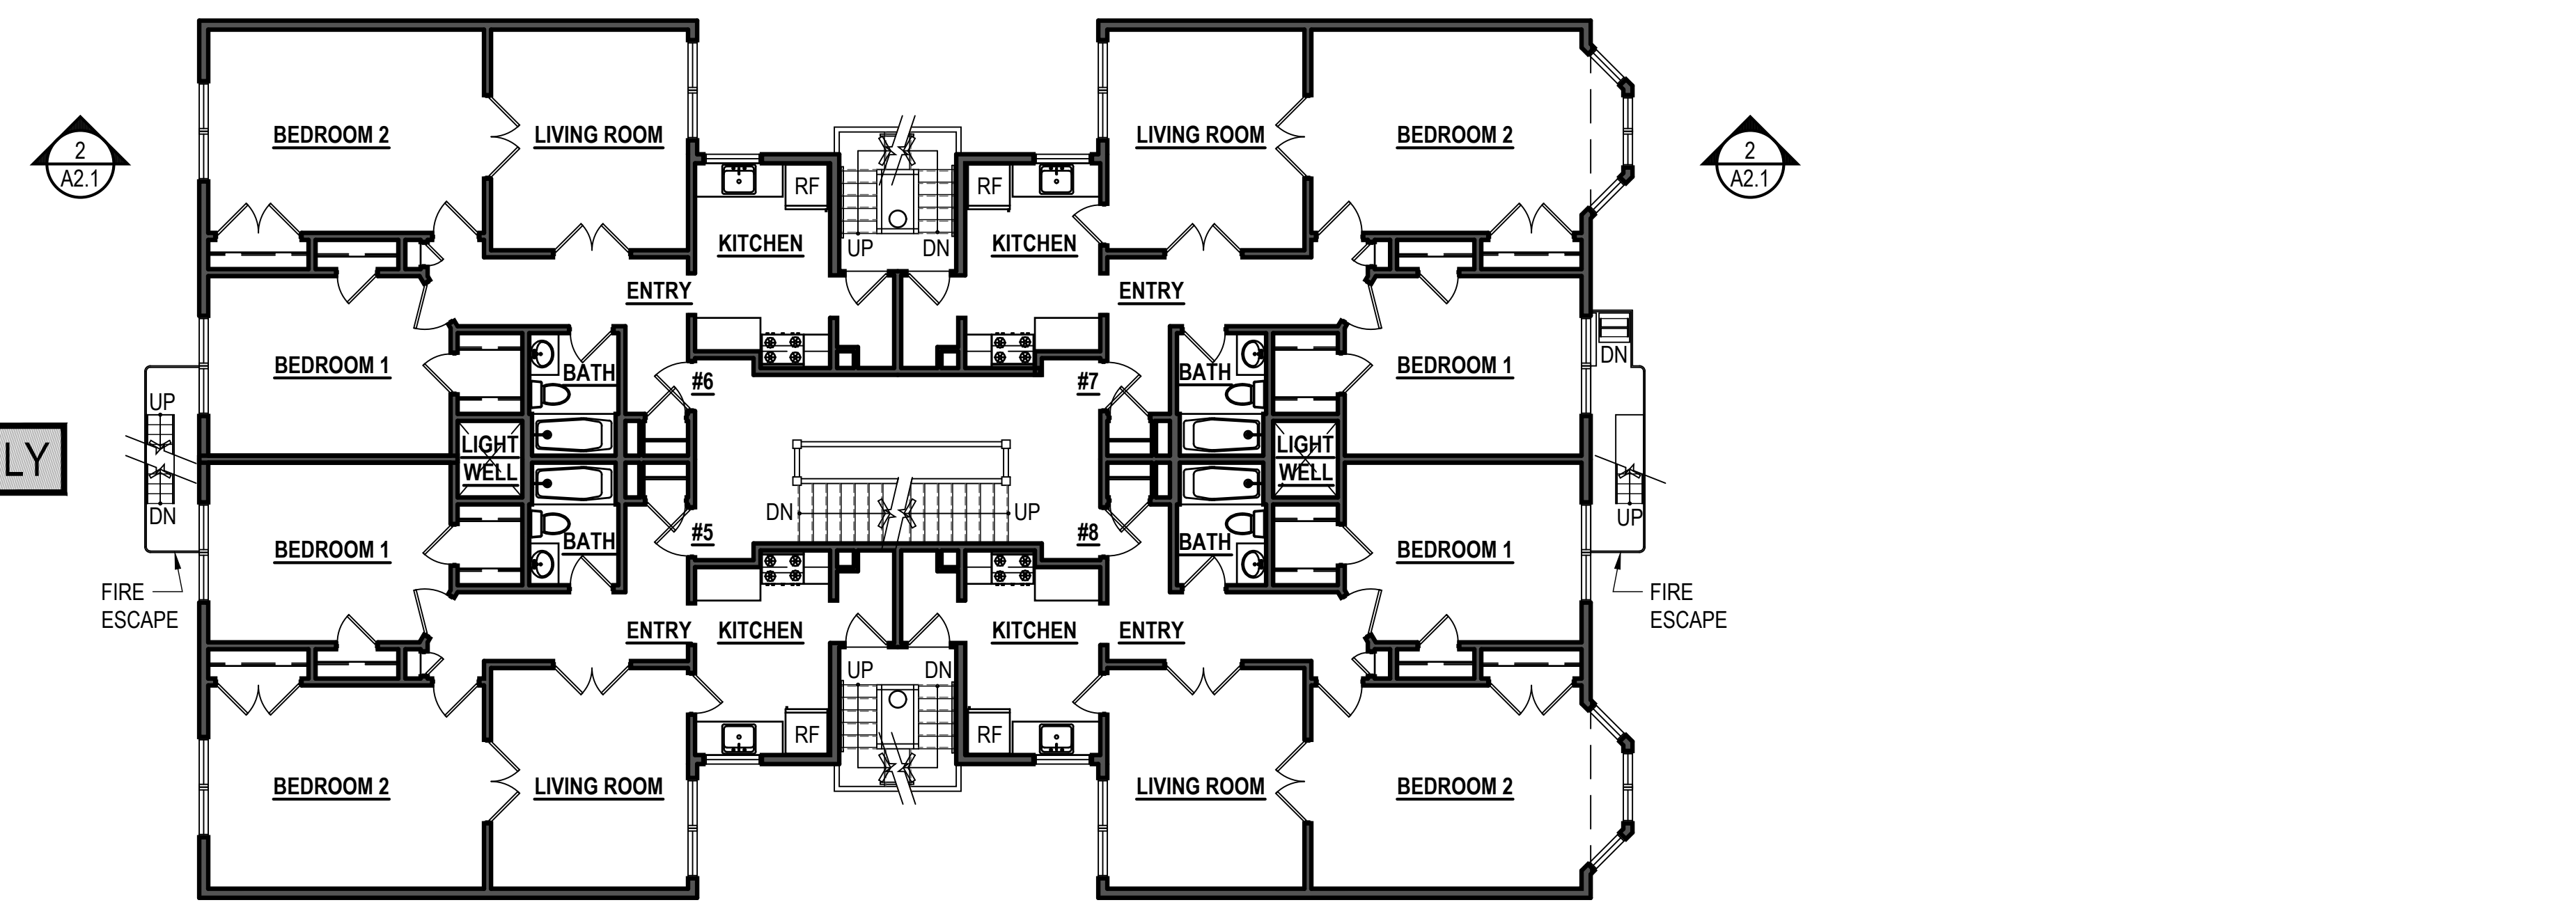 BEDROOM 2
LIVING ROOM
LIVING ROOM
BEDROOM 2
2
A2.1
2
A2.1
RF
RF
KITCHEN
UP
DN
KITCHEN
ENTRY
ENTRY
BEDROOM 1
BATH
#6
#7
BATH
BEDROOM 1
DN
UP
LIGHT
WELL
LIGHT
WELL
LY
DN
UP
DN
UP
#5
#8
BEDROOM 1
BATH
BATH
BEDROOM 1
FIRE
ESCAPE
FIRE
ESCAPE
ENTRY
KITCHEN
KITCHEN
ENTRY
UP
DN
RF
RF
BEDROOM 2
LIVING ROOM
LIVING ROOM
BEDROOM 2